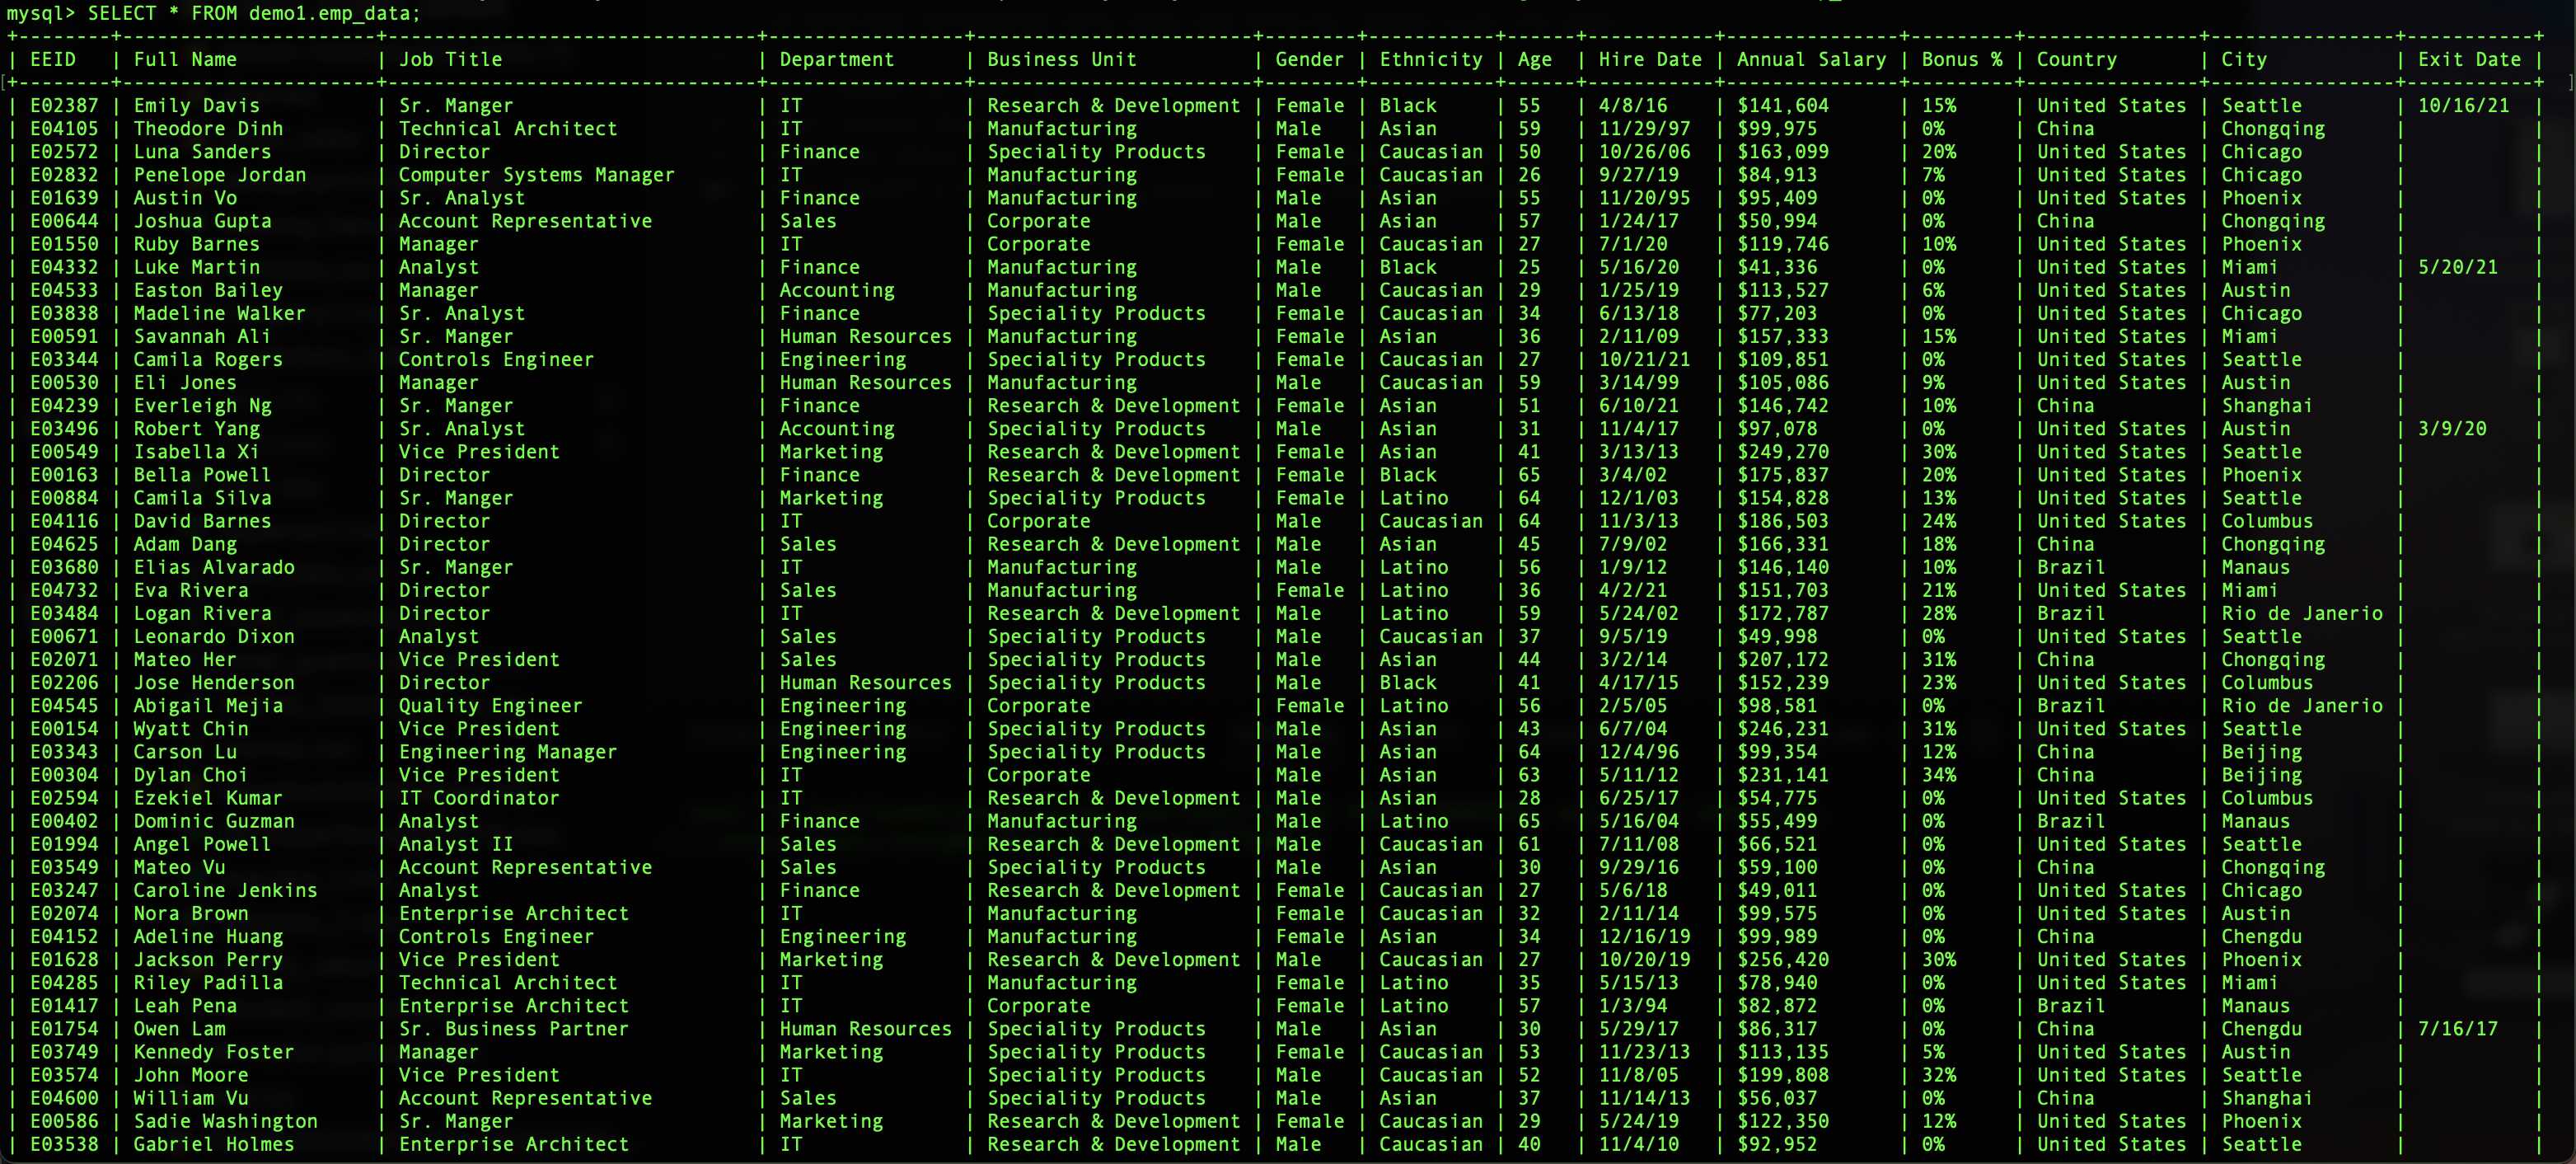 mysql> SELECT * FROM demo1.emp_data;
| EEID | Full Name | Job Title | Department | Business Unit | Gender | Ethnicity | Age | Hire Date | Annual Salary | Bonus % | Country | City | Exit Date |
| E02387 | Emily Davis | Sr. Manger | IT | Research & Development | Female | Black | 55 | 4/8/16 | $141,604 | 15% | United States | Seattle | 10/16/21 |
| E04105 | Theodore Dinh | Technical Architect | IT | Manufacturing | Male | Asian | 59 | 11/29/97 | $99,975 | 0% | China | Chongqing | |
| E02572 | Luna Sanders | Director | Finance | Speciality Products | Female | Caucasian | 50 | 10/26/06 | $163,099 | 20% | United States | Chicago | |
| E02832 | Penelope Jordan | Computer Systems Manager | IT | Manufacturing | Female | Caucasian | 26 | 9/27/19 | $84,913 | 7% | United States | Chicago | |
| E01639 | Austin Vo | Sr. Analyst | Finance | Manufacturing | Male | Asian | 55 | 11/20/95 | $95,409 | 0% | United States | Phoenix | |
| E00644 | Joshua Gupta | Account Representative | Sales | Corporate | Male | Asian | 57 | 1/24/17 | $50,994 | 0% | China | Chongqing | |
| E01550 | Ruby Barnes | Manager | IT | Corporate | Female | Caucasian | 27 | 7/1/20 | $119,746 | 10% | United States | Phoenix | |
| E04332 | Luke Martin | Analyst | Finance | Manufacturing | Male | Black | 25 | 5/16/20 | $41,336 | 0% | United States | Miami | 5/20/21 |
| E04533 | Easton Bailey | Manager | Accounting | Manufacturing | Male | Caucasian | 29 | 1/25/19 | $113,527 | 6% | United States | Austin | |
| E03838 | Madeline Walker | Sr. Analyst | Finance | Speciality Products | Female | Caucasian | 34 | 6/13/18 | $77,203 | 0% | United States | Chicago | |
| E00591 | Savannah Ali | Sr. Manger | Human Resources | Manufacturing | Female | Asian | 36 | 2/11/09 | $157,333 | 15% | United States | Miami | |
| E03344 | Camila Rogers | Controls Engineer | Engineering | Speciality Products | Female | Caucasian | 27 | 10/21/21 | $109,851 | 0% | United States | Seattle | |
| E00530 | Eli Jones | Manager | Human Resources | Manufacturing | Male | Caucasian | 59 | 3/14/99 | $105,086 | 9% | United States | Austin | |
| E04239 | Everleigh Ng | Sr. Manger | Finance | Research & Development | Female | Asian | 51 | 6/10/21 | $146,742 | 10% | China | Shanghai | |
| E03496 | Robert Yang | Sr. Analyst | Accounting | Speciality Products | Male | Asian | 31 | 11/4/17 | $97,078 | 0% | United States | Austin | 3/9/20 |
| E00549 | Isabella Xi | Vice President | Marketing | Research & Development | Female | Asian | 41 | 3/13/13 | $249,270 | 30% | United States | Seattle | |
| E00163 | Bella Powell | Director | Finance | Research & Development | Female | Black | 65 | 3/4/02 | $175,837 | 20% | United States | Phoenix | |
| E00884 | Camila Silva | Sr. Manger | Marketing | Speciality Products | Female | Latino | 64 | 12/1/03 | $154,828 | 13% | United States | Seattle | |
| E04116 | David Barnes | Director | IT | Corporate | Male | Caucasian | 64 | 11/3/13 | $186,503 | 24% | United States | Columbus | |
| E04625 | Adam Dang | Director | Sales | Research & Development | Male | Asian | 45 | 7/9/02 | $166,331 | 18% | China | Chongqing | |
| E03680 | Elias Alvarado | Sr. Manger | IT | Manufacturing | Male | Latino | 56 | 1/9/12 | $146,140 | 10% | Brazil | Manaus | |
| E04732 | Eva Rivera | Director | Sales | Manufacturing | Female | Latino | 36 | 4/2/21 | $151,703 | 21% | United States | Miami | |
| E03484 | Logan Rivera | Director | IT | Research & Development | Male | Latino | 59 | 5/24/02 | $172,787 | 28% | Brazil | Rio de Janerio | |
| E00671 | Leonardo Dixon | Analyst | Sales | Speciality Products | Male | Caucasian | 37 | 9/5/19 | $49,998 | 0% | United States | Seattle | |
| E02071 | Mateo Her | Vice President | Sales | Speciality Products | Male | Asian | 44 | 3/2/14 | $207,172 | 31% | China | Chongqing | |
| E02206 | Jose Henderson | Director | Human Resources | Speciality Products | Male | Black | 41 | 4/17/15 | $152,239 | 23% | United States | Columbus | |
| E04545 | Abigail Mejia | Quality Engineer | Engineering | Corporate | Female | Latino | 56 | 2/5/05 | $98,581 | 0% | Brazil | Rio de Janerio | |
| E00154 | Wyatt Chin | Vice President | Engineering | Speciality Products | Male | Asian | 43 | 6/7/04 | $246,231 | 31% | United States | Seattle | |
| E03343 | Carson Lu | Engineering Manager | Engineering | Speciality Products | Male | Asian | 64 | 12/4/96 | $99,354 | 12% | China | Beijing | |
| E00304 | Dylan Choi | Vice President | IT | Corporate | Male | Asian | 63 | 5/11/12 | $231,141 | 34% | China | Beijing | |
| E02594 | Ezekiel Kumar | IT Coordinator | IT | Research & Development | Male | Asian | 28 | 6/25/17 | $54,775 | 0% | United States | Columbus | |
| E00402 | Dominic Guzman | Analyst | Finance | Manufacturing | Male | Latino | 65 | 5/16/04 | $55,499 | 0% | Brazil | Manaus | |
| E01994 | Angel Powell | Analyst II | Sales | Research & Development | Male | Caucasian | 61 | 7/11/08 | $66,521 | 0% | United States | Seattle | |
| E03549 | Mateo Vu | Account Representative | Sales | Speciality Products | Male | Asian | 30 | 9/29/16 | $59,100 | 0% | China | Chongqing | |
| E03247 | Caroline Jenkins | Analyst | Finance | Research & Development | Female | Caucasian | 27 | 5/6/18 | $49,011 | 0% | United States | Chicago | |
| E02074 | Nora Brown | Enterprise Architect | IT | Manufacturing | Female | Caucasian | 32 | 2/11/14 | $99,575 | 0% | United States | Austin | |
| E04152 | Adeline Huang | Controls Engineer | Engineering | Manufacturing | Female | Asian | 34 | 12/16/19 | $99,989 | 0% | China | Chengdu | |
| E01628 | Jackson Perry | Vice President | Marketing | Research & Development | Male | Caucasian | 27 | 10/20/19 | $256,420 | 30% | United States | Phoenix | |
| E04285 | Riley Padilla | Technical Architect | IT | Manufacturing | Female | Latino | 35 | 5/15/13 | $78,940 | 0% | United States | Miami | |
| E01417 | Leah Pena | Enterprise Architect | IT | Corporate | Female | Latino | 57 | 1/3/94 | $82,872 | 0% | Brazil | Manaus | |
| E01754 | Owen Lam | Sr. Business Partner | Human Resources | Speciality Products | Male | Asian | 30 | 5/29/17 | $86,317 | 0% | China | Chengdu | 7/16/17 |
| E03749 | Kennedy Foster | Manager | Marketing | Speciality Products | Female | Caucasian | 53 | 11/23/13 | $113,135 | 5% | United States | Austin | |
| E03574 | John Moore | Vice President | IT | Speciality Products | Male | Caucasian | 52 | 11/8/05 | $199,808 | 32% | United States | Seattle | |
| E04600 | William Vu | Account Representative | Sales | Speciality Products | Male | Asian | 37 | 11/14/13 | $56,037 | 0% | China | Shanghai | |
| E00586 | Sadie Washington | Sr. Manger | Marketing | Research & Development | Female | Caucasian | 29 | 5/24/19 | $122,350 | 12% | United States | Phoenix | |
| E03538 | Gabriel Holmes | Enterprise Architect | IT | Research & Development | Male | Caucasian | 40 | 11/4/10 | $92,952 | 0% | United States | Seattle | |